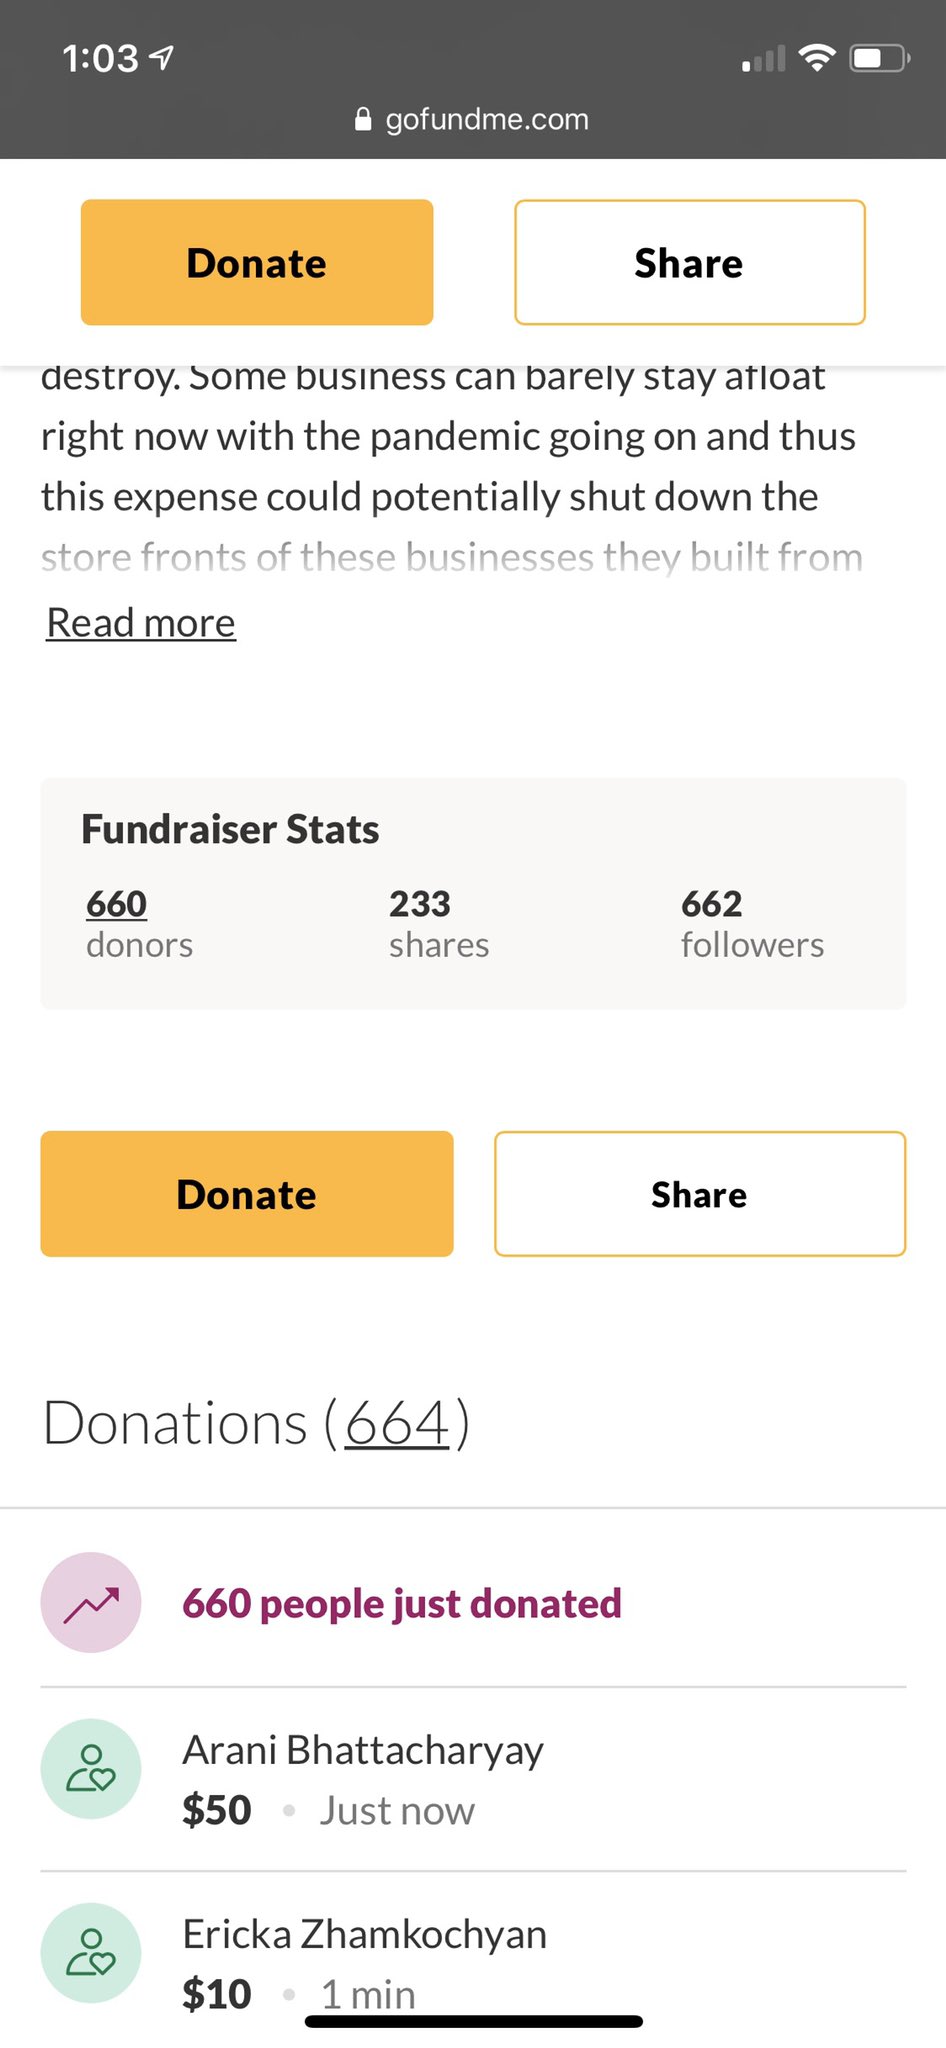 1:03
gofundme.com
Donate
Share
destroy. Some business can barely stay afloat
right now with the pandemic going on and thus
this expense could potentially shut down the
store fronts of these businesses they built from
Read more
Fundraiser Stats
660
donors
233
shares
662
followers
Donate
Share
Donations (664)
660 people just donated
Arani Bhattacharyay
$50 • Just now
Ericka Zhamkochyan
$10 • 1 min